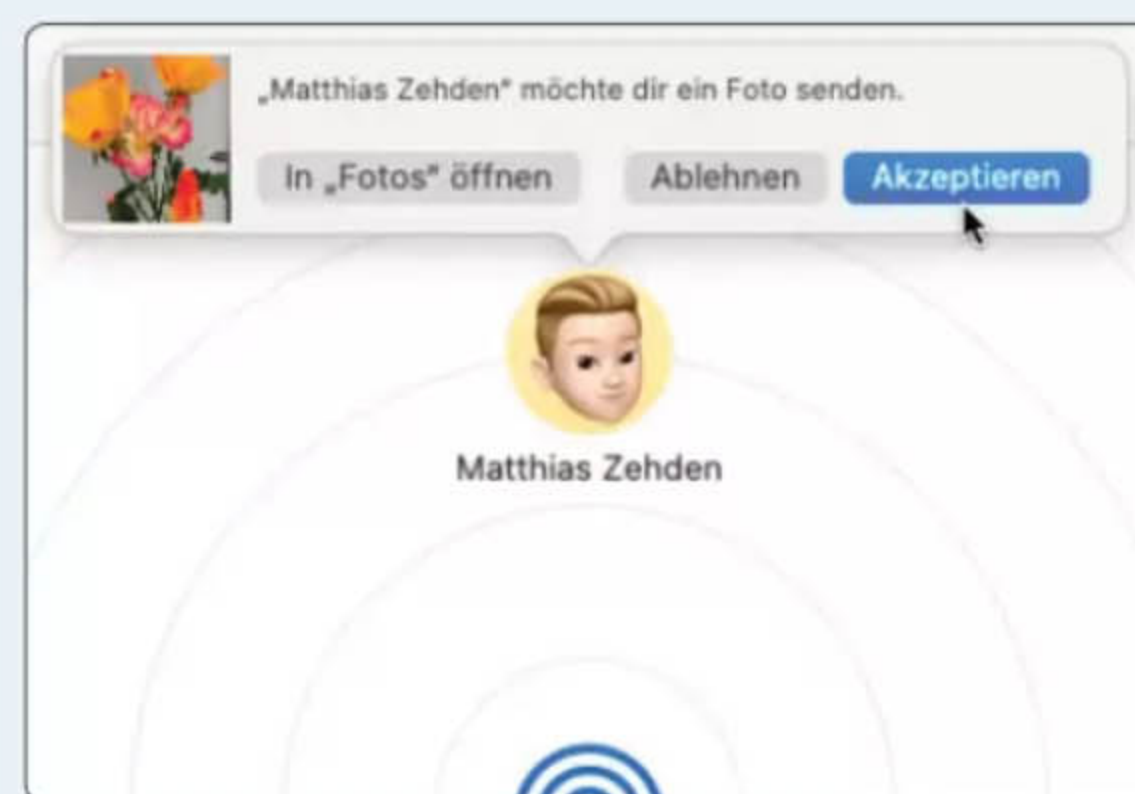 „Matthias Zehden“ möchte dir ein Foto senden.
In „Fotos“ öffnen Ablehnen Akzeptieren
Matthias Zehden